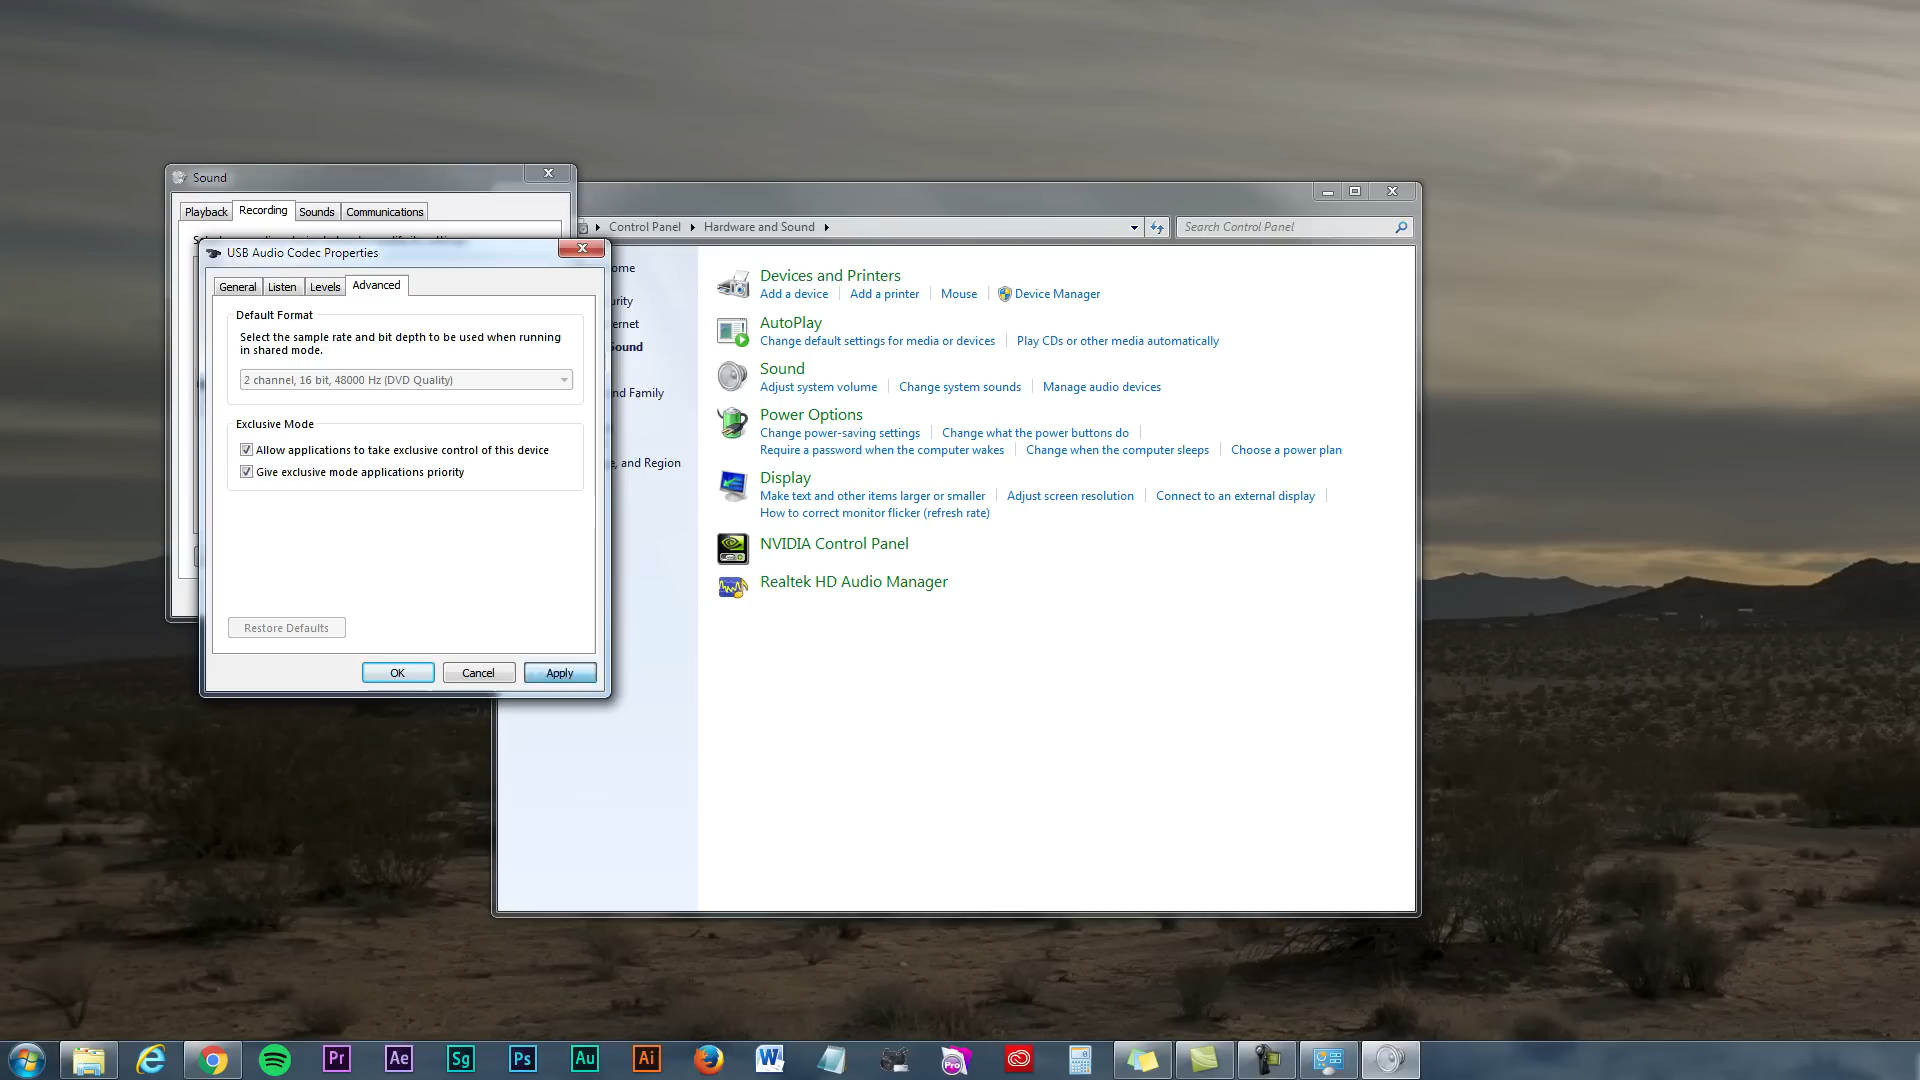 Sound
Playback
Recording
Sounds
Communications
USB Audio Codec Properties
General
Listen
Levels
Advanced
Default Format
Select the sample rate and bit depth to be used when running
in shared mode.
2 channel, 16 bit, 48000 Hz (DVD Quality)
Exclusive Mode
Allow applications to take exclusive control of this device
Give exclusive mode applications priority
Restore Defaults
OK
Cancel
Apply
Control Panel
Hardware and Sound
Search Control Panel
ome
urity
ernet
Sound
nd Family
e, and Region
Devices and Printers
Add a device
Add a printer
Mouse
Device Manager
AutoPlay
Change default settings for media or devices
Play CDs or other media automatically
Sound
Adjust system volume
Change system sounds
Manage audio devices
Power Options
Change power-saving settings
Change what the power buttons do
Require a password when the computer wakes
Change when the computer sleeps
Choose a power plan
Display
Make text and other items larger or smaller
Adjust screen resolution
Connect to an external display
How to correct monitor flicker (refresh rate)
NVIDIA Control Panel
Realtek HD Audio Manager
Pr
Ae
Sg
Ps
Au
Ai
W
Pro